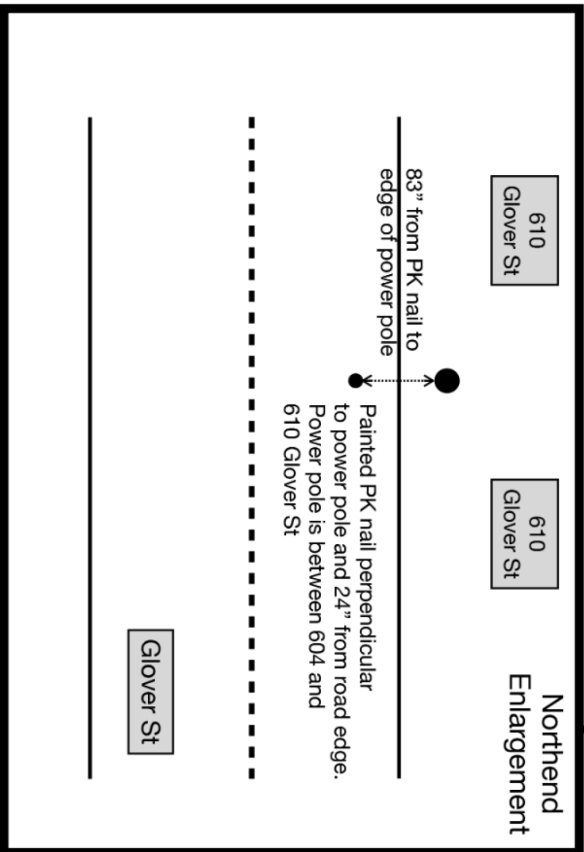 Northend
Enlargement
610
Glover St
610
Glover St
83” from PK nail to
edge of power pole
Painted PK nail perpendicular
to power pole and 24” from road edge.
Power pole is between 604 and
610 Glover St
Glover St